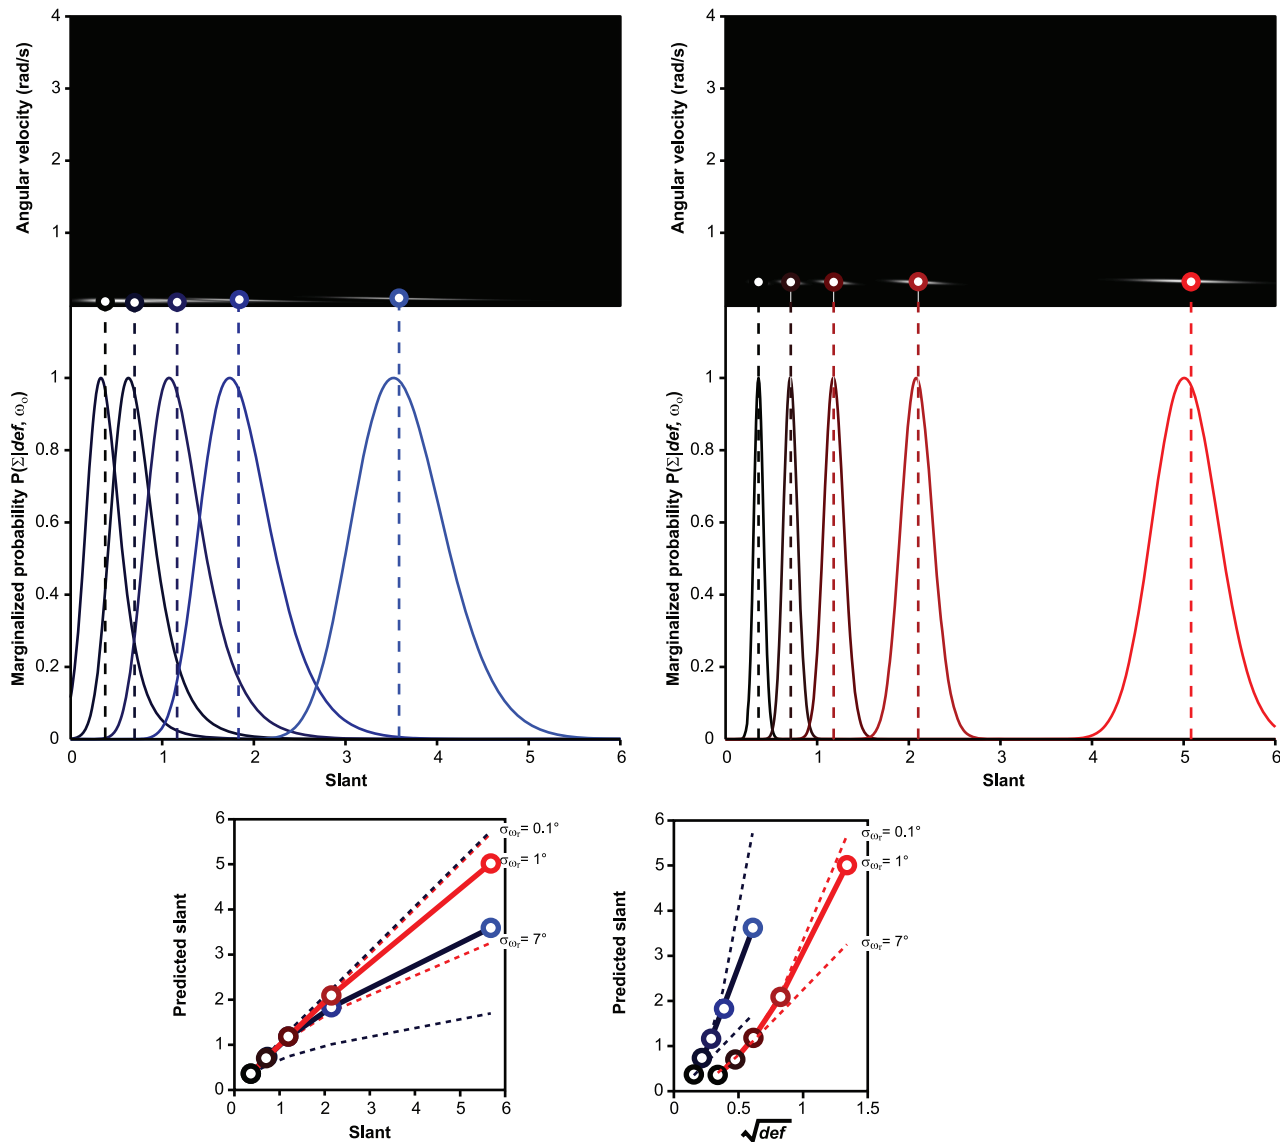 Angular velocity (rad/s)
4
3
2
1
Marginalized probability P(Σ|def, ωo)
1
0.8
0.6
0.4
0.2
0
0 1 2 3 4 5 6
Slant
Angular velocity (rad/s)
4
3
2
1
Marginalized probability P(Σ|def, ωo)
1
0.8
0.6
0.4
0.2
0
0 1 2 3 4 5 6
Slant
Predicted slant
6
5
4
3
2
1
0
0 1 2 3 4 5 6
Slant
σωr= 0.1°
σωr= 1°
σωr= 7°
Predicted slant
6
5
4
3
2
1
0
0 0.5 1 1.5
√def
σωr= 0.1°
σωr= 1°
σωr= 7°